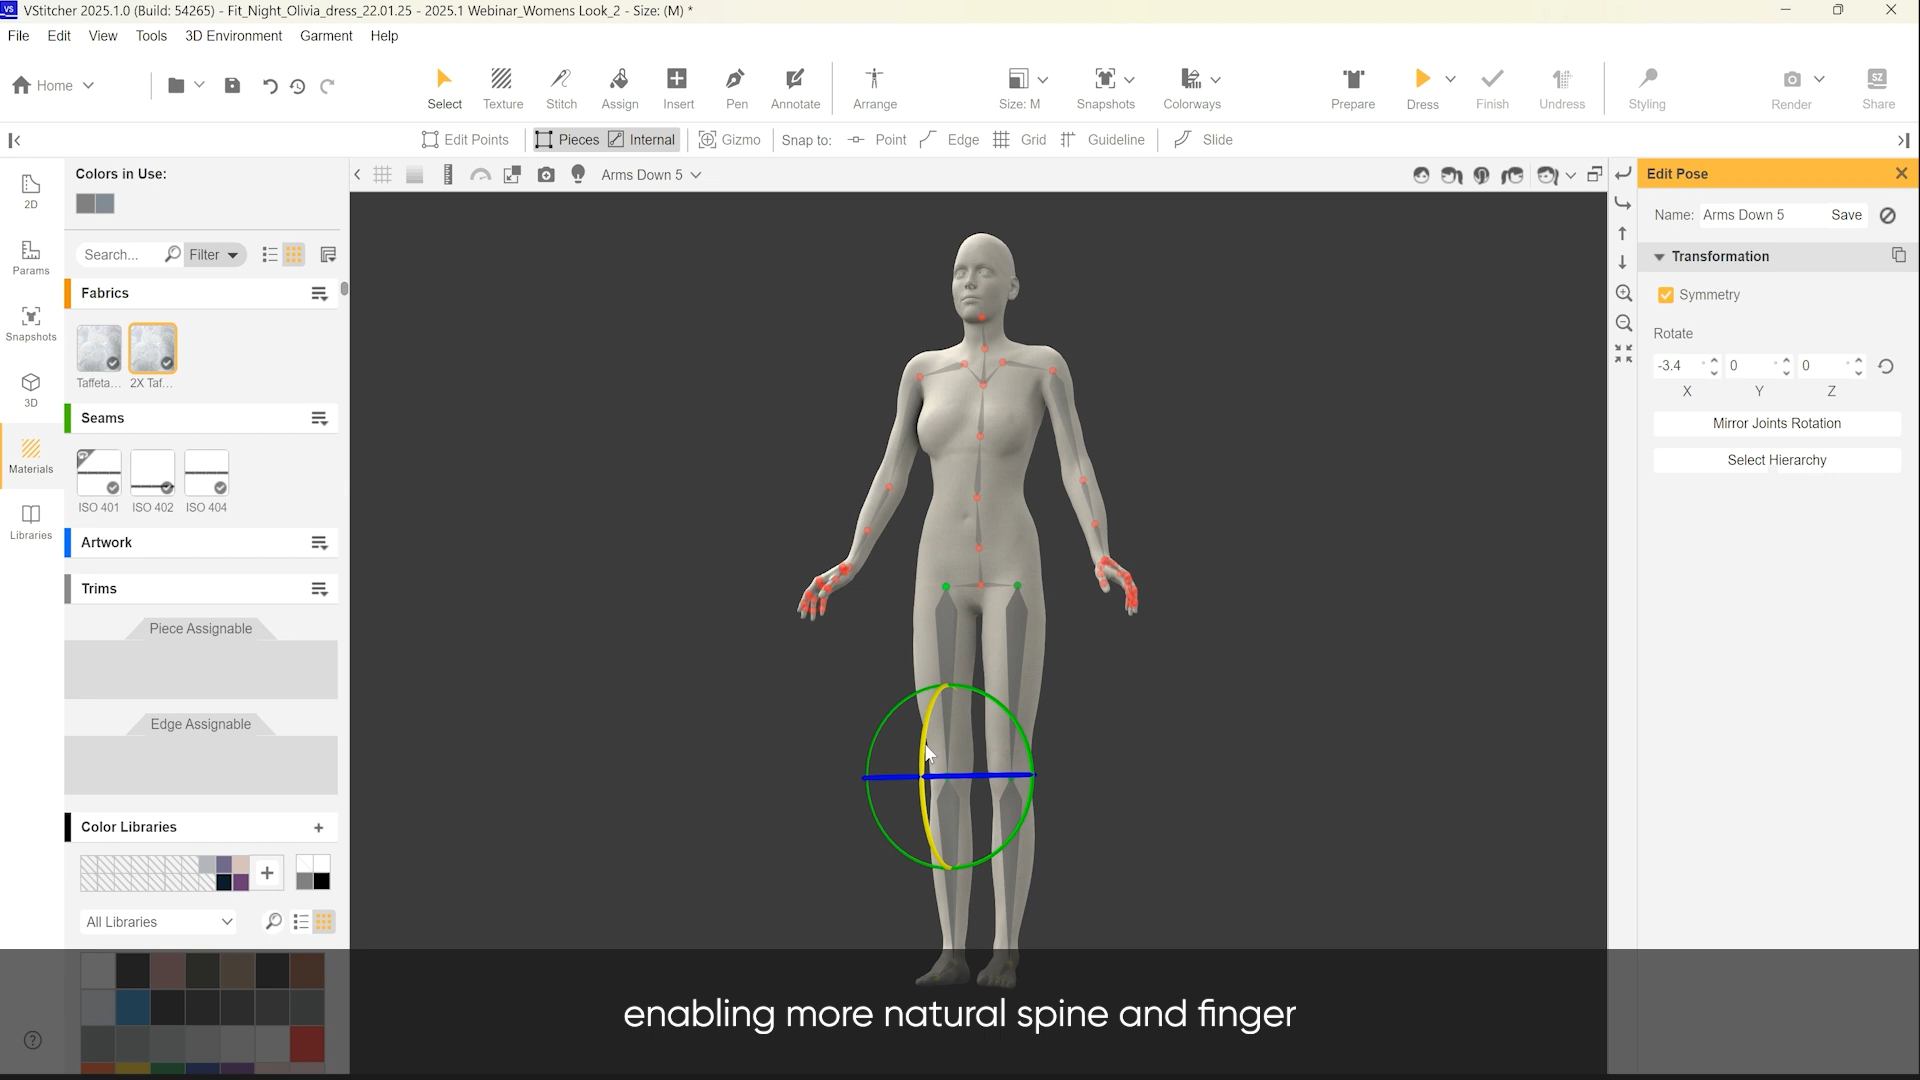 VS VStitcher 2025.1.0 (Build: 54265) - Fit_Night_Olivia_dress_22.01.25 - 2025.1 Webinar_Womens Look_2 - Size: (M) *
File Edit View Tools 3D Environment Garment Help
Home
Select Texture Stitch Assign Insert Pen Annotate Arrange Size: M Snapshots Colorways Prepare Dress Finish Undress Styling Render SZ Share
Edit Points Pieces Internal Gizmo Snap to: Point Edge Grid Guideline Slide
2D
Params
Snapshots
3D
Materials
Libraries
Colors in Use:
Search... Filter
Fabrics
Taffeta... 2X Taf...
Seams
ISO 401 ISO 402 ISO 404
Artwork
Trims
Piece Assignable
Edge Assignable
Color Libraries +
All Libraries
Arms Down 5
Edit Pose
Name: Arms Down 5 Save
Transformation
Symmetry
Rotate
-3.4 ° 0 ° 0 °
X Y Z
Mirror Joints Rotation
Select Hierarchy
enabling more natural spine and finger